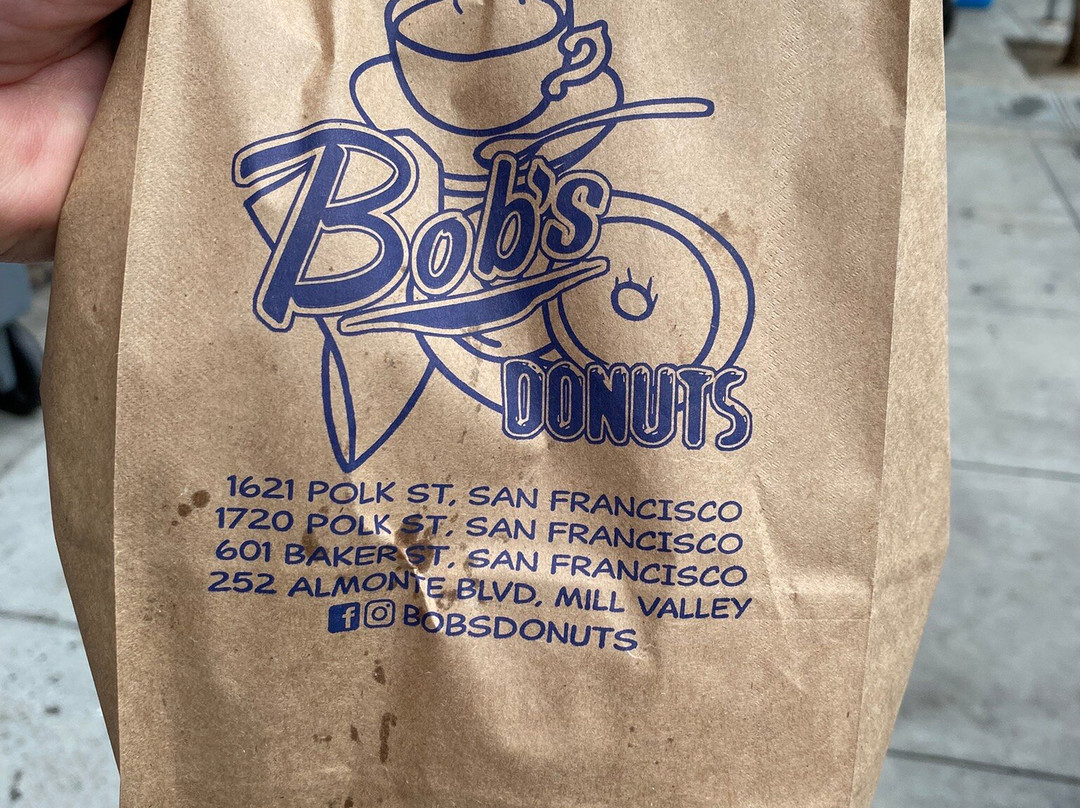 Bob's
DONUTS
1621 POLK ST, SAN FRANCISCO
1720 POLK ST, SAN FRANCISCO
601 BAKER ST, SAN FRANCISCO
252 ALMONTE BLVD, MILL VALLEY
BOBSDONUTS